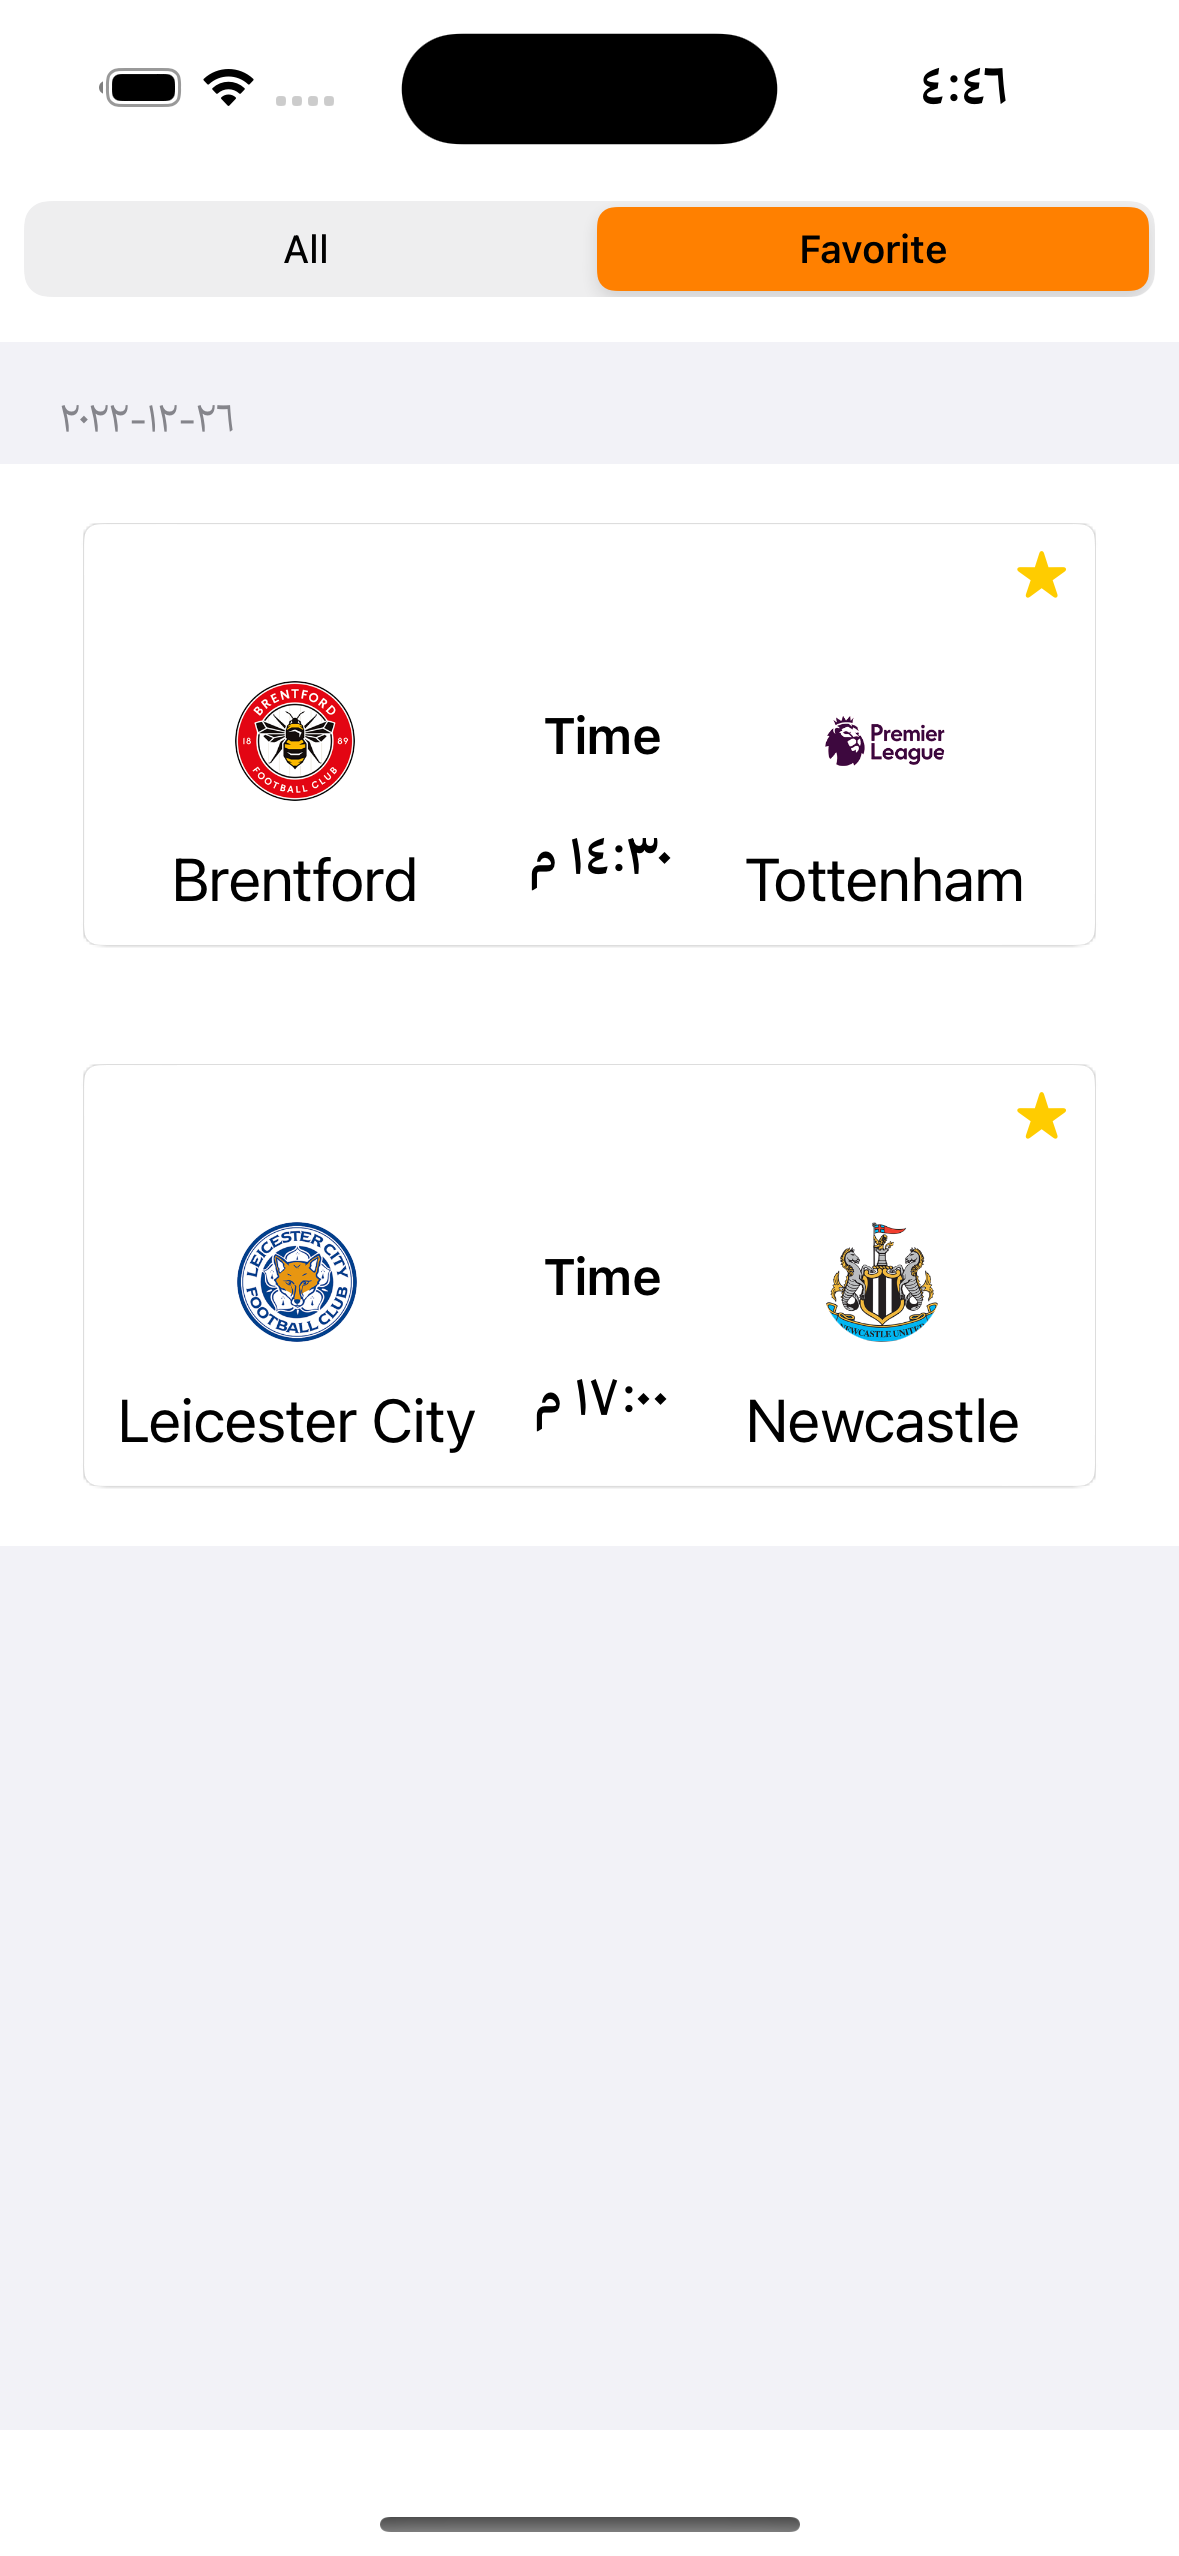 ٤:٤٦
All
Favorite
٢٠٢٢-١٢-٢٦
BRENTFORD
18 89
FOOTBALL CLUB
Time
Premier
League
Brentford
١٤:٣٠ م
Tottenham
LEICESTER CITY
FOOTBALL CLUB
Time
NEWCASTLE UNITED
Leicester City
١٧:٠٠ م
Newcastle